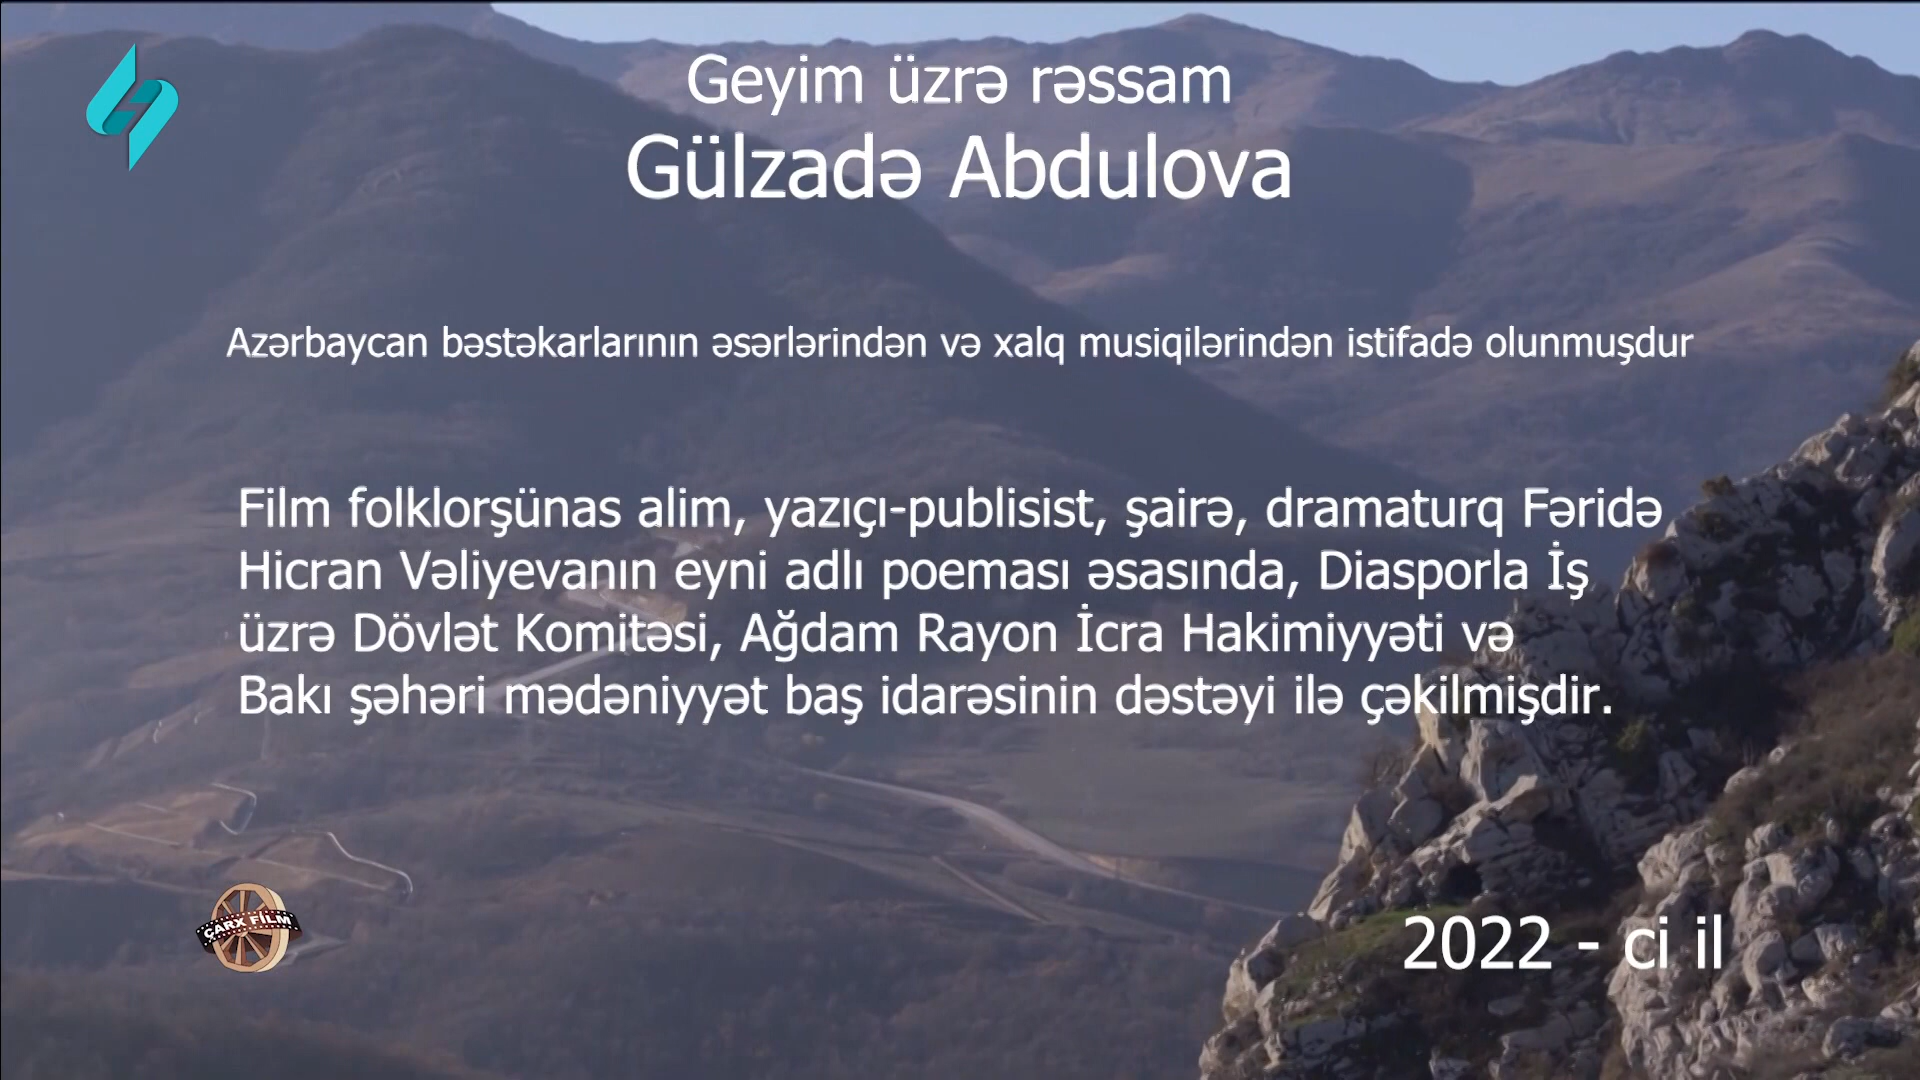 Geyim üzrə rəssam
Gülzadə Abdulova
Azərbaycan bəstəkarlarının əsərlərindən və xalq musiqilərindən istifadə olunmuşdur
Film folklorşünas alim, yazıçı-publisist, şairə, dramaturq Fəridə
Hicran Vəliyevanın eyni adlı poeması əsasında, Diasporla İş
üzrə Dövlət Komitəsi, Ağdam Rayon İcra Hakimiyyəti və
Bakı şəhəri mədəniyyət baş idarəsinin dəstəyi ilə çəkilmişdir.
ÇARX FİLM
2022 - ci il